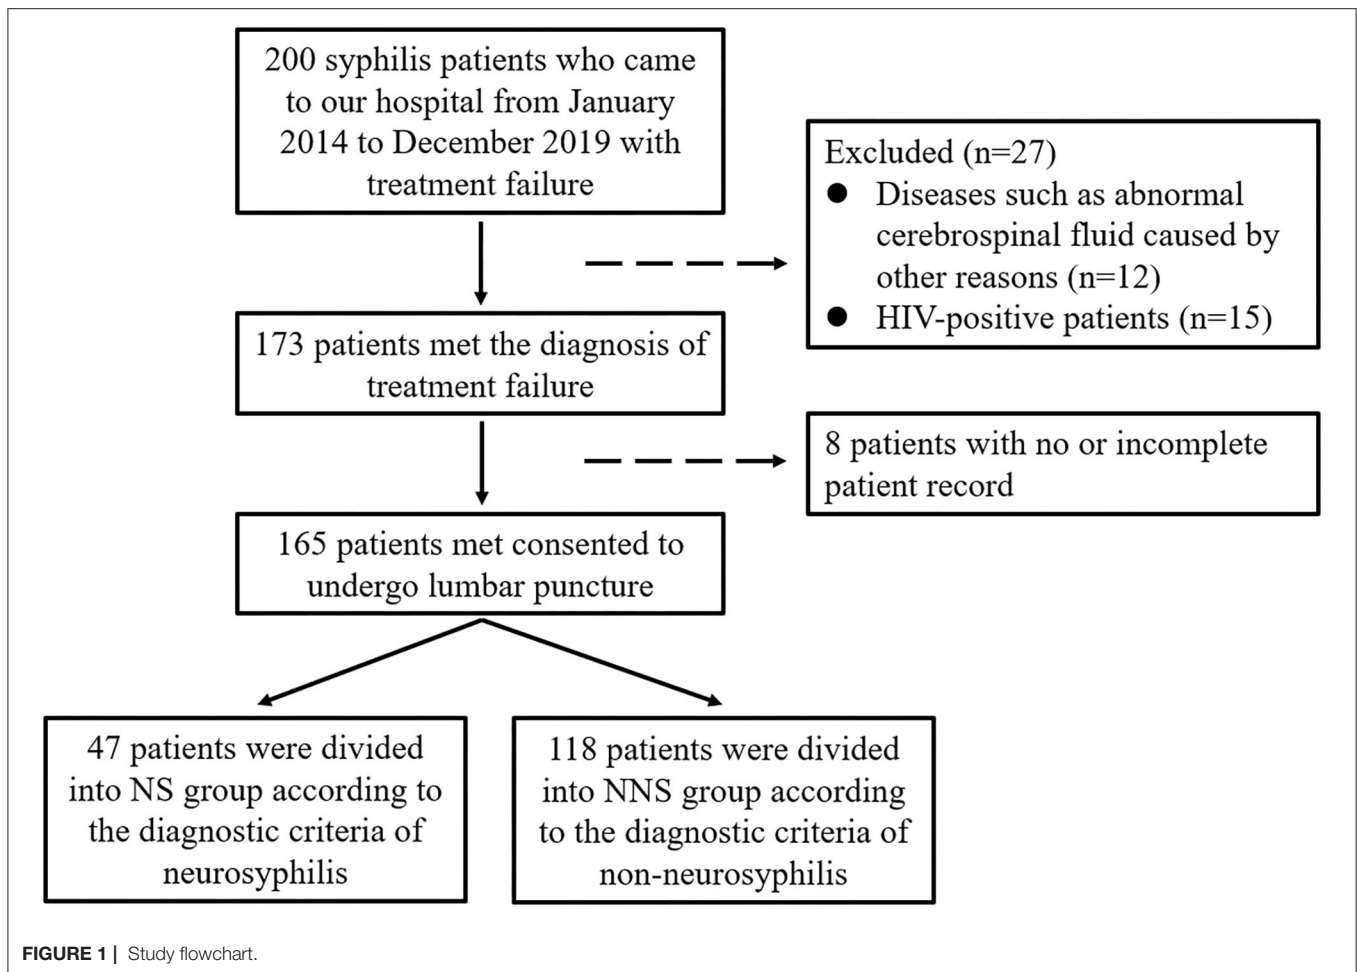 200 syphilis patients who came
to our hospital from January
2014 to December 2019 with
treatment failure
Excluded (n=27)
● Diseases such as abnormal
cerebrospinal fluid caused by
other reasons (n=12)
● HIV-positive patients (n=15)
173 patients met the diagnosis of
treatment failure
8 patients with no or incomplete
patient record
165 patients met consented to
undergo lumbar puncture
47 patients were divided
into NS group according to
the diagnostic criteria of
neurosyphilis
118 patients were divided
into NNS group according
to the diagnostic criteria of
non-neurosyphilis
FIGURE 1 | Study flowchart.